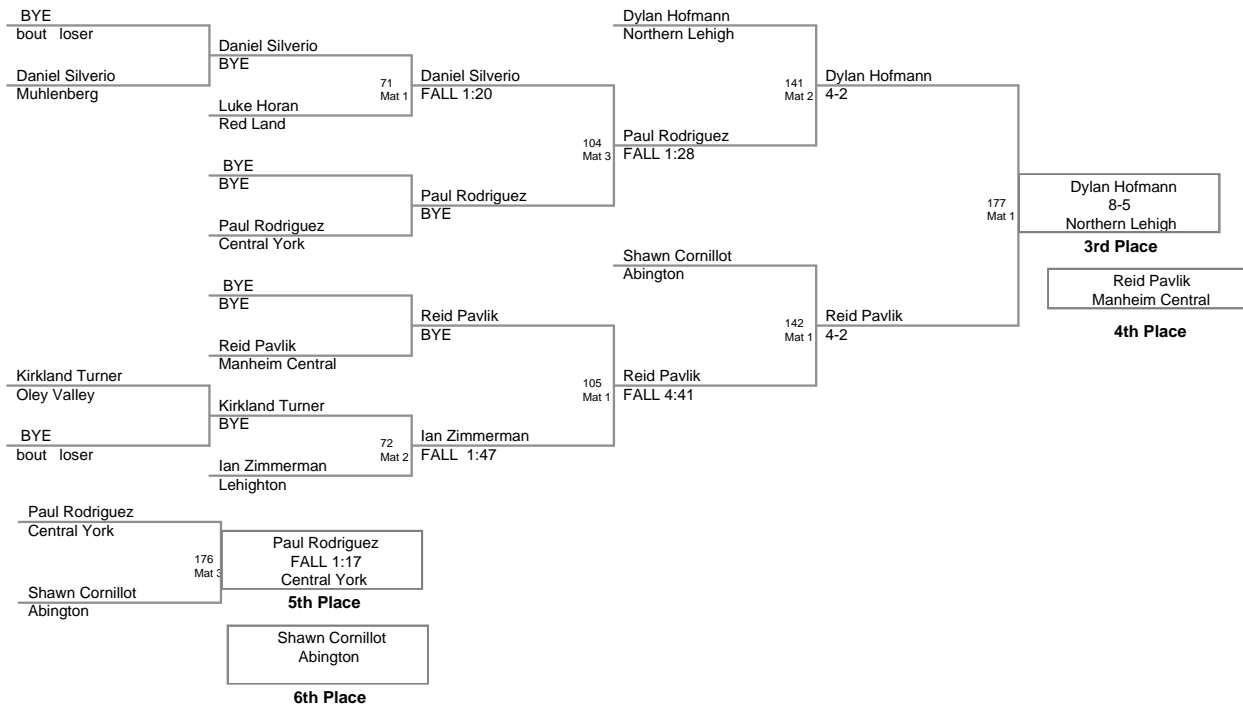 BYE
bout loser
Daniel Silverio
Muhlenberg
Daniel Silverio
BYE
Luke Horan
Red Land
71
Mat 1
Daniel Silverio
FALL 1:20
BYE
BYE
Paul Rodriguez
Central York
Paul Rodriguez
BYE
104
Mat 3
Paul Rodriguez
FALL 1:28
Dylan Hofmann
Northern Lehigh
141
Mat 2
Dylan Hofmann
4-2
BYE
BYE
Reid Pavlik
Manheim Central
Reid Pavlik
BYE
Kirkland Turner
Oley Valley
BYE
bout loser
Kirkland Turner
BYE
Ian Zimmerman
Lehighton
72
Mat 2
Ian Zimmerman
FALL 1:47
105
Mat 1
Reid Pavlik
FALL 4:41
Shawn Cornillot
Abington
142
Mat 1
Reid Pavlik
4-2
177
Mat 1
Dylan Hofmann
8-5
Northern Lehigh
3rd Place
Reid Pavlik
Manheim Central
4th Place
Paul Rodriguez
Central York
Shawn Cornillot
Abington
176
Mat 3
Paul Rodriguez
FALL 1:17
Central York
5th Place
Shawn Cornillot
Abington
6th Place